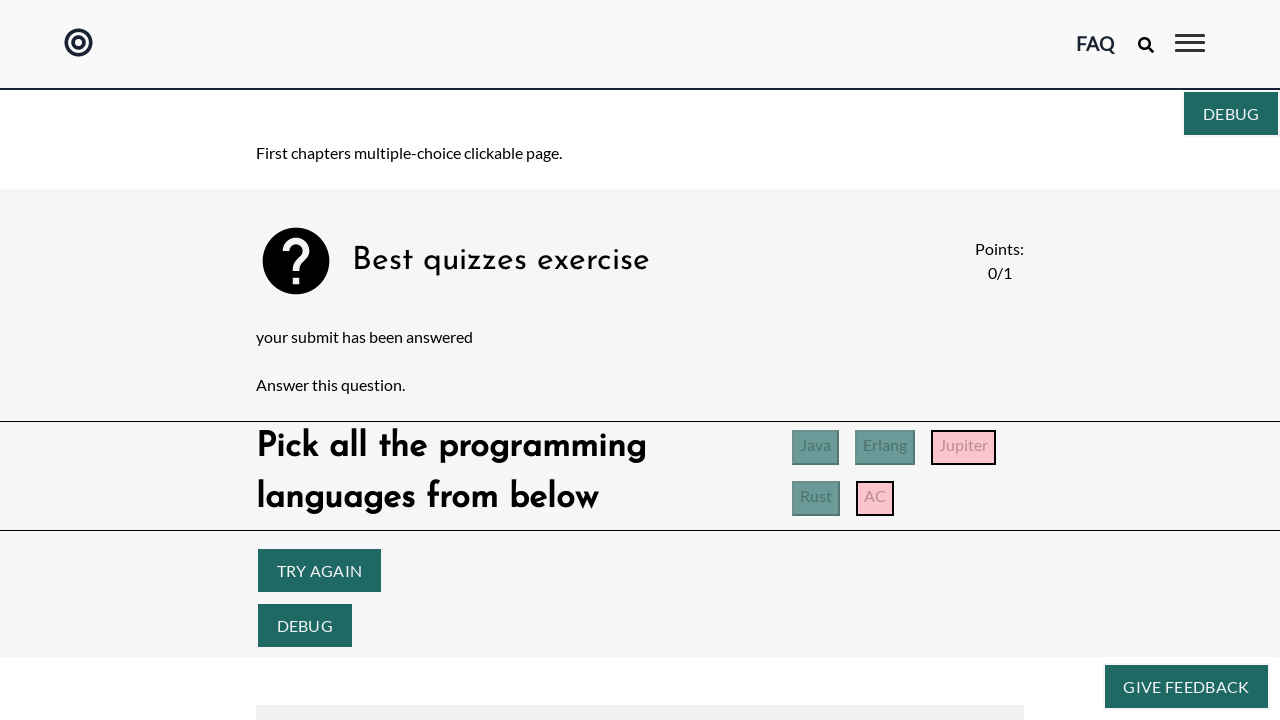 FAQ
DEBUG
First chapters multiple-choice clickable page.
Best quizzes exercise
Points:
0/1
your submit has been answered
Answer this question.
Pick all the programming
languages from below
Java Erlang Jupiter
Rust AC
TRY AGAIN
DEBUG
GIVE FEEDBACK